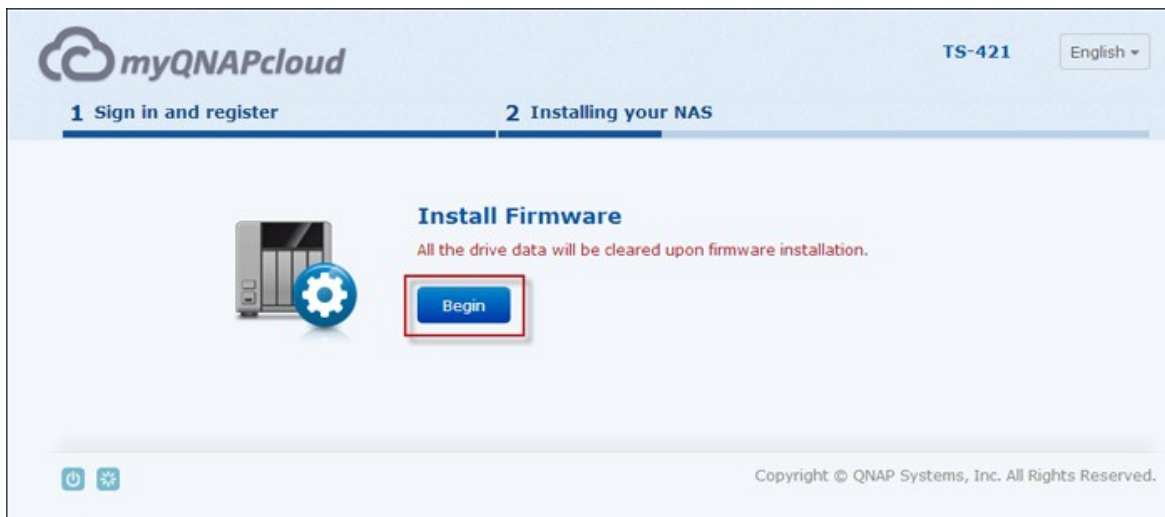 myQNAPcloud
TS-421
English
1 Sign in and register
2 Installing your NAS
Install Firmware
All the drive data will be cleared upon firmware installation.
Begin
Copyright © QNAP Systems, Inc. All Rights Reserved.